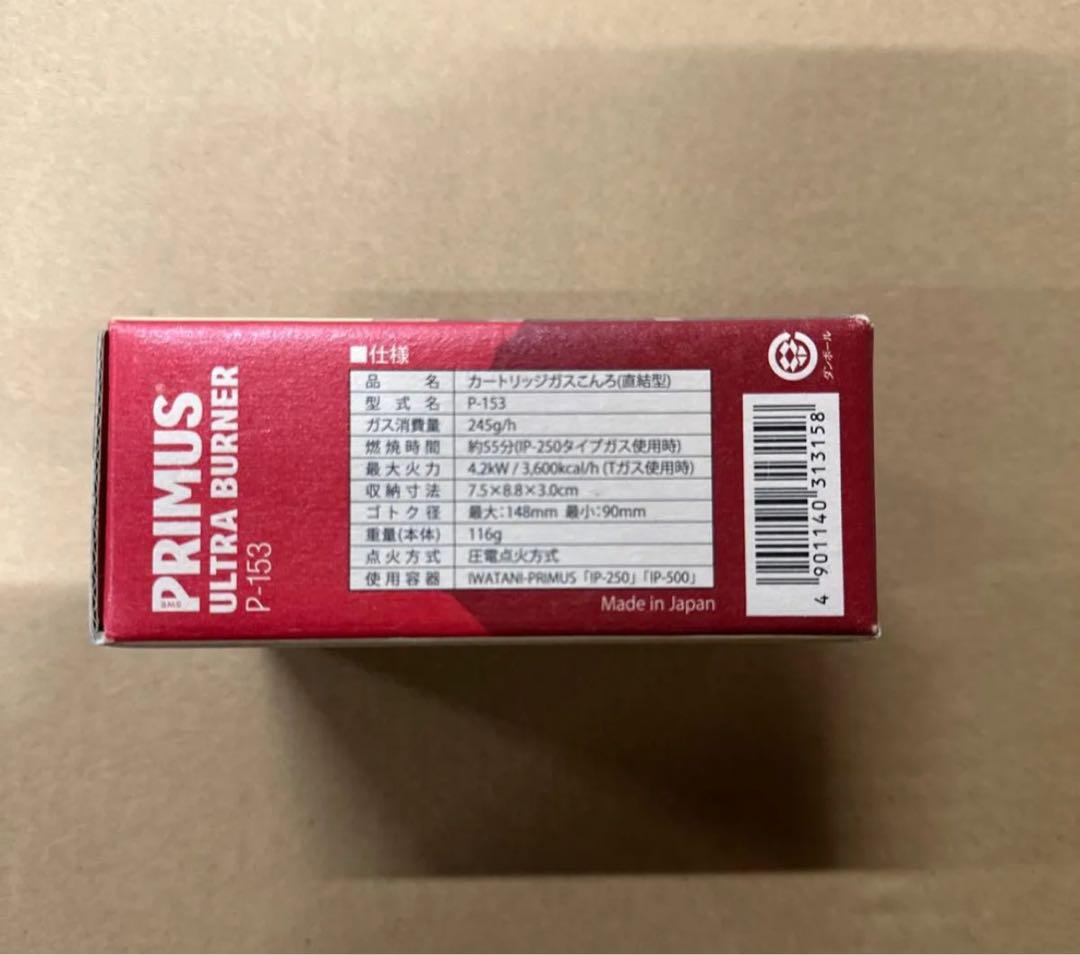 PRIMUS®
SWE
ULTRA BURNER
P-153
■仕様
品名 カートリッジガスこんろ(直結型)
型式名 P-153
ガス消費量 245g/h
燃焼時間 約55分(IP-250タイプガス使用時)
最大火力 4.2kW / 3,600kcal/h (Tガス使用時)
収納寸法 7.5×8.8×3.0cm
ゴトク径 最大:148mm 最小:90mm
重量(本体) 116g
点火方式 圧電点火方式
使用容器 IWATANI-PRIMUS「IP-250」「IP-500」
Made in Japan
ダンボール
4 901140 313158